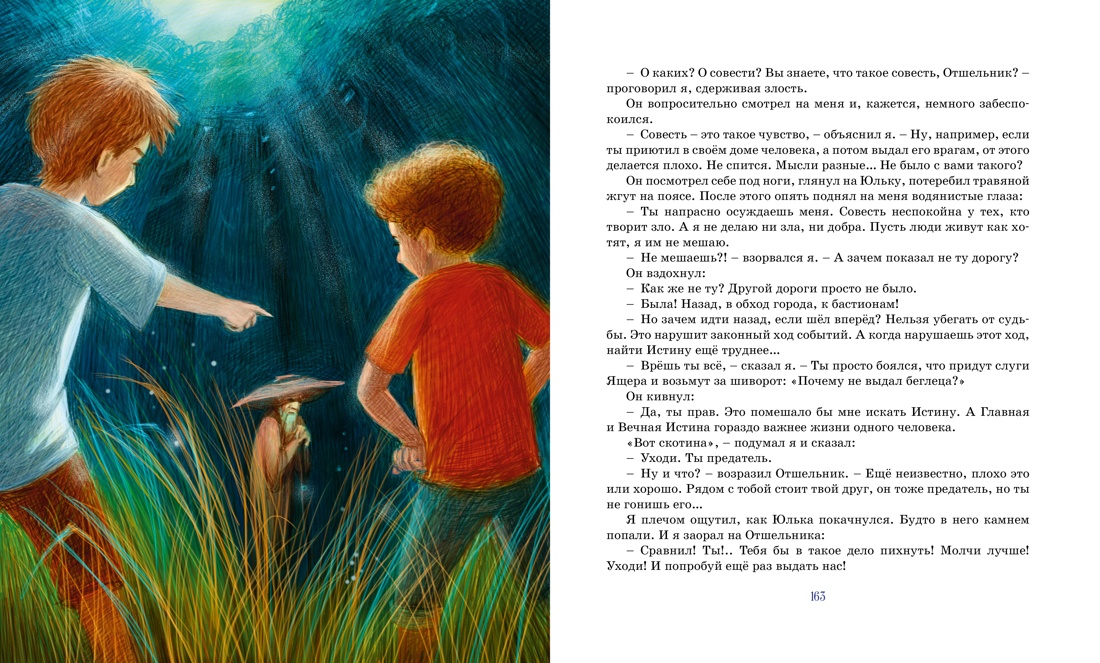 – О каких? О совести? Вы знаете, что такое совесть, Отшельник? –
проговорил я, сдерживая злость.
Он вопросительно смотрел на меня и, кажется, немного забеспо-
коился.
– Совесть – это такое чувство, – объяснил я. – Ну, например, если
ты приютил в своём доме человека, а потом выдал его врагам, от этого
делается плохо. Не спится. Мысли разные... Не было с вами такого?
Он посмотрел себе под ноги, глянул на Юльку, потеребил травяной
жгут на поясе. После этого опять поднял на меня водянистые глаза:
– Ты напрасно осуждаешь меня. Совесть неспокойна у тех, кто
творит зло. А я не делаю ни зла, ни добра. Пусть люди живут как хо-
тят, я им не мешаю.
– Не мешаешь?! – взорвался я. – А зачем показал не ту дорогу?
Он вздохнул:
– Как же не ту? Другой дороги просто не было.
– Была! Назад, в обход города, к бастионам!
– Но зачем идти назад, если шёл вперёд? Нельзя убегать от судь-
бы. Это нарушит законный ход событий. А когда нарушаешь этот ход,
найти Истину ещё труднее...
– Врёшь ты всё, – сказал я. – Ты просто боялся, что придут слуги
Ящера и возьмут за шиворот: «Почему не выдал беглеца?»
Он кивнул:
– Да, ты прав. Это помешало бы мне искать Истину. А Главная
и Вечная Истина гораздо важнее жизни одного человека.
«Вот скотина», – подумал я и сказал:
– Уходи. Ты предатель.
– Ну и что? – возразил Отшельник. – Ещё неизвестно, плохо это
или хорошо. Рядом с тобой стоит твой друг, он тоже предатель, но ты
не гонишь его...
Я плечом ощутил, как Юлька покачнулся. Будто в него камнем
попали. И я заорал на Отшельника:
– Сравнил! Ты!.. Тебя бы в такое дело пихнуть! Молчи лучше!
Уходи! И попробуй ещё раз выдать нас!
163